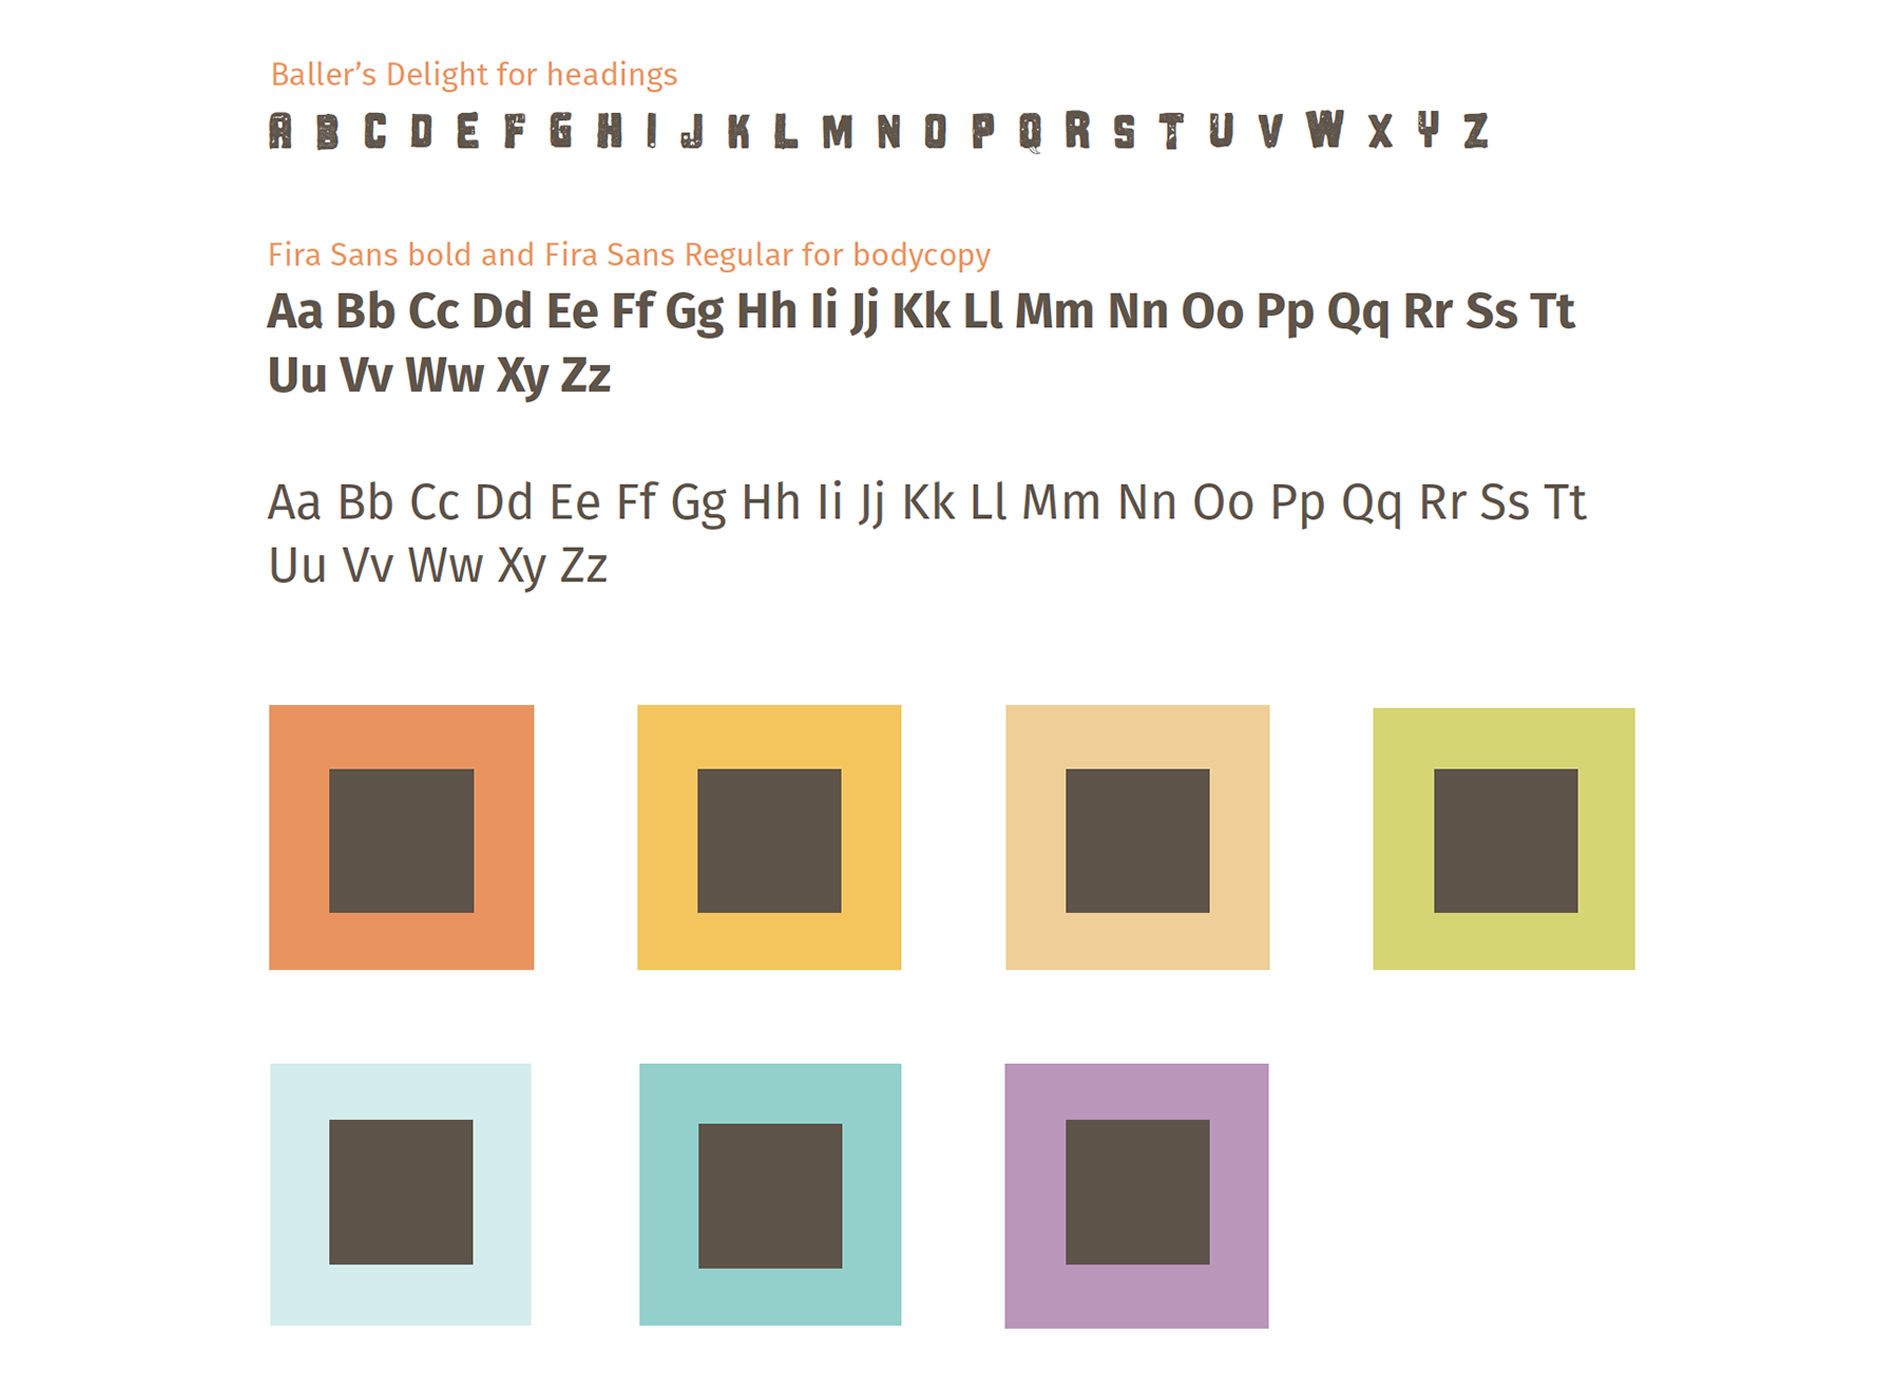 Baller’s Delight for headings
A B C D E F G H I J K L M N O P Q R S T U V W X Y Z
Fira Sans bold and Fira Sans Regular for bodycopy
Aa Bb Cc Dd Ee Ff Gg Hh Ii Jj Kk Ll Mm Nn Oo Pp Qq Rr Ss Tt
Uu Vv Ww Xy Zz
Aa Bb Cc Dd Ee Ff Gg Hh Ii Jj Kk Ll Mm Nn Oo Pp Qq Rr Ss Tt
Uu Vv Ww Xy Zz